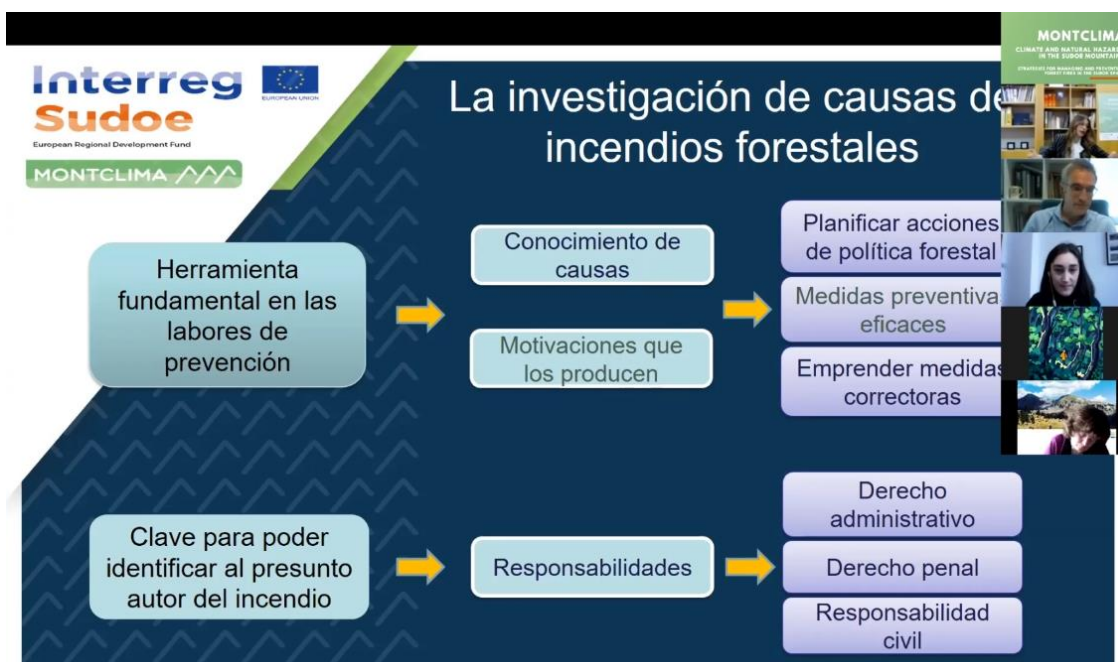 Interreg
EUROPEAN UNION
Sudoe
European Regional Development Fund
MONTCLIMA
La investigación de causas de
incendios forestales
Herramienta
fundamental en las
labores de
prevención
Conocimiento de
causas
Motivaciones que
los producen
Planificar acciones
de política forestal
Medidas preventivas
eficaces
Emprender medidas
correctoras
Clave para poder
identificar al presunto
autor del incendio
Responsabilidades
Derecho
administrativo
Derecho penal
Responsabilidad
civil
MONTCLIMA
CLIMATE AND NATURAL HAZARDS
IN THE SUDOE MOUNTAINS